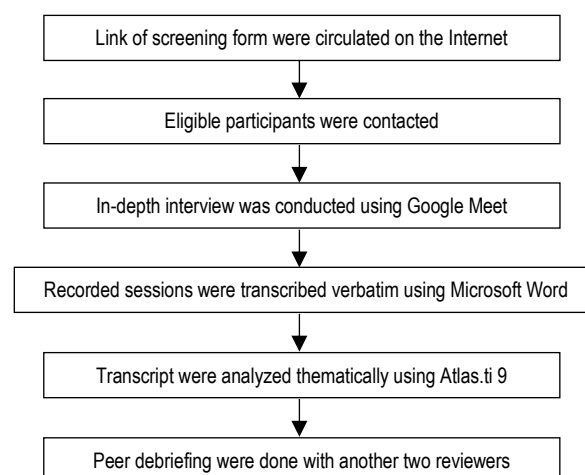 Link of screening form were circulated on the Internet
Eligible participants were contacted
In-depth interview was conducted using Google Meet
Recorded sessions were transcribed verbatim using Microsoft Word
Transcript were analyzed thematically using Atlas.ti 9
Peer debriefing were done with another two reviewers